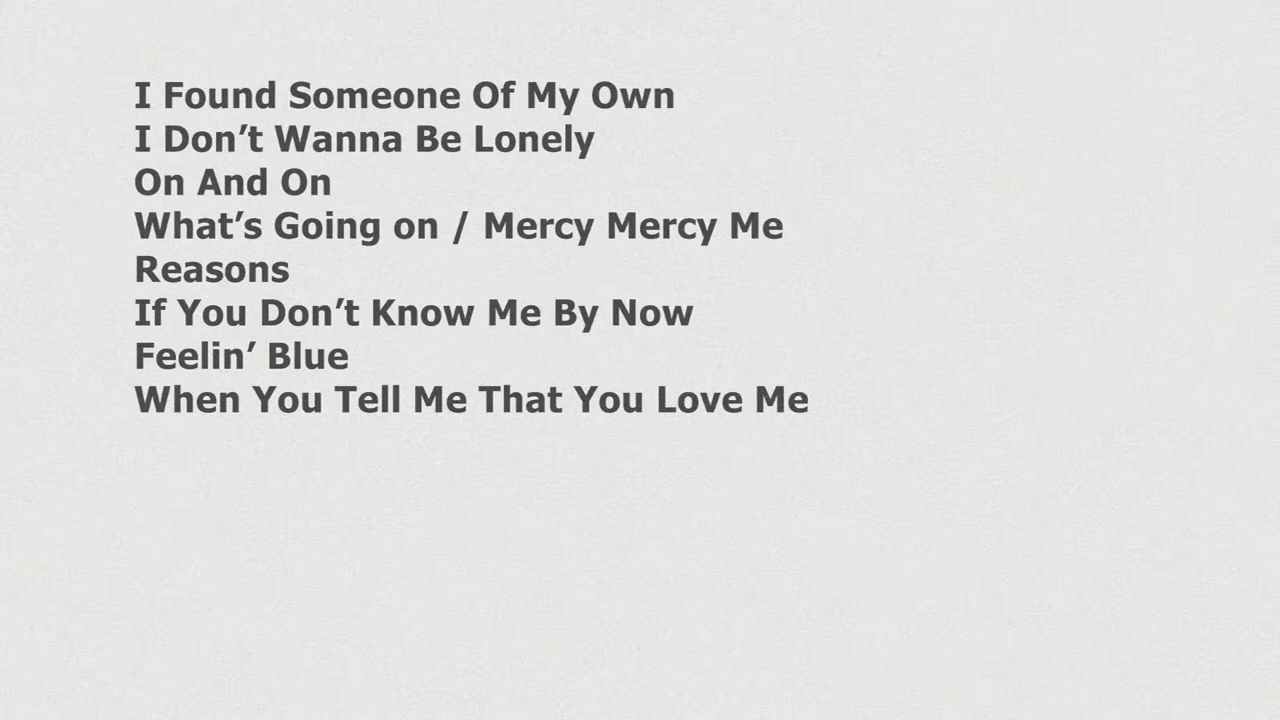 I Found Someone Of My Own
I Don’t Wanna Be Lonely
On And On
What’s Going on / Mercy Mercy Me
Reasons
If You Don’t Know Me By Now
Feelin’ Blue
When You Tell Me That You Love Me